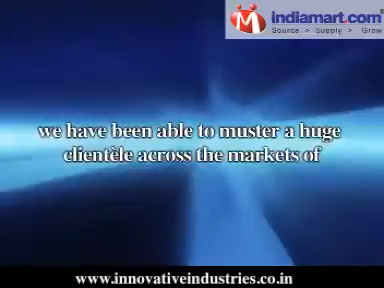 indiamart.com
Source > Supply > Grow
we have been able to muster a huge
clientèle across the markets of
www.innovativeindustries.co.in